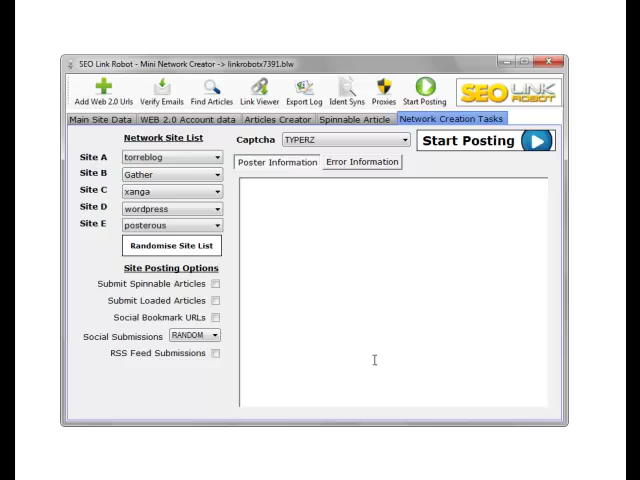 SEO Link Robot - Mini Network Creator -> linkrobotx7391.blw
Add Web 2.0 Urls Verify Emails Find Articles Link Viewer Export Log Ident Syns Proxies Start Posting
SEO LINK ROBOT
Main Site Data WEB 2.0 Account data Articles Creator Spinnable Article Network Creation Tasks
Network Site List
Captcha TYPERZ
Start Posting
Site A torreblog
Poster Information Error Information
Site B Gather
Site C xanga
Site D wordpress
Site E posterous
Randomise Site List
Site Posting Options
Submit Spinnable Articles
Submit Loaded Articles
Social Bookmark URLs
Social Submissions RANDOM
RSS Feed Submissions